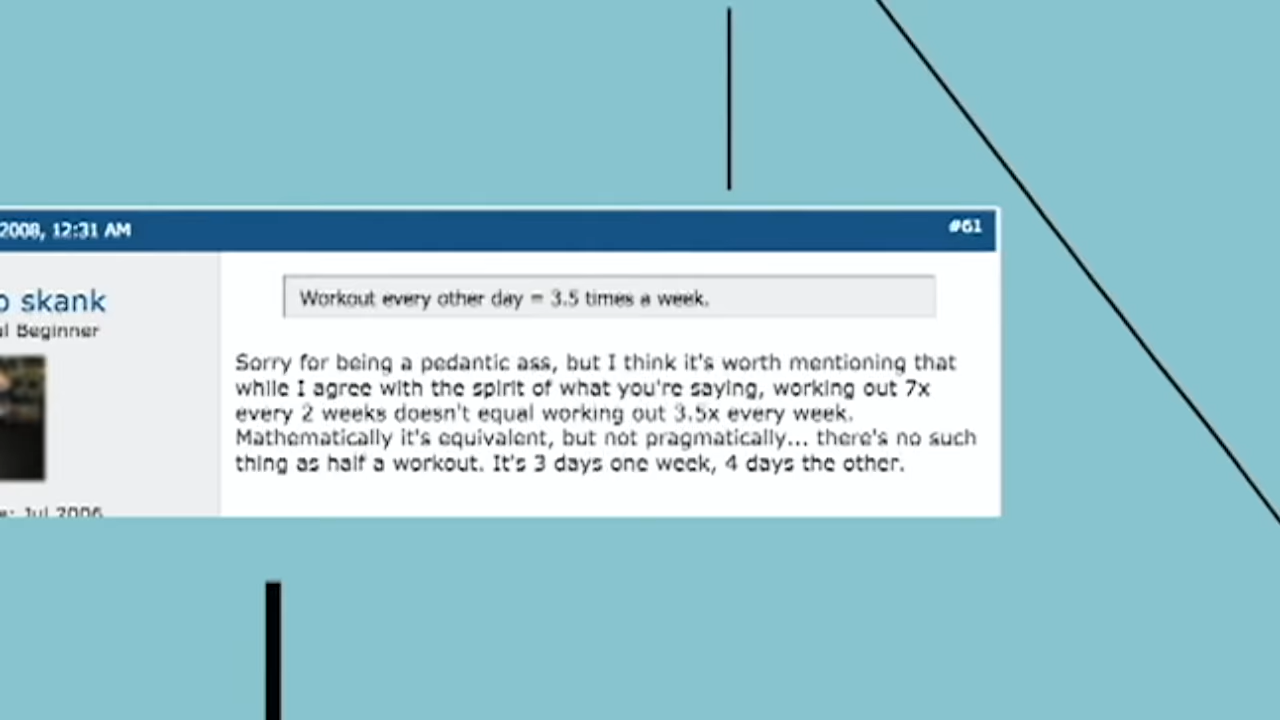 2008, 12:31 AM
#61
o skank
al Beginner
Workout every other day = 3.5 times a week.
Sorry for being a pedantic ass, but I think it's worth mentioning that
while I agree with the spirit of what you're saying, working out 7x
every 2 weeks doesn't equal working out 3.5x every week.
Mathematically it's equivalent, but not pragmatically... there's no such
thing as half a workout. It's 3 days one week, 4 days the other.
e: Jul 2006